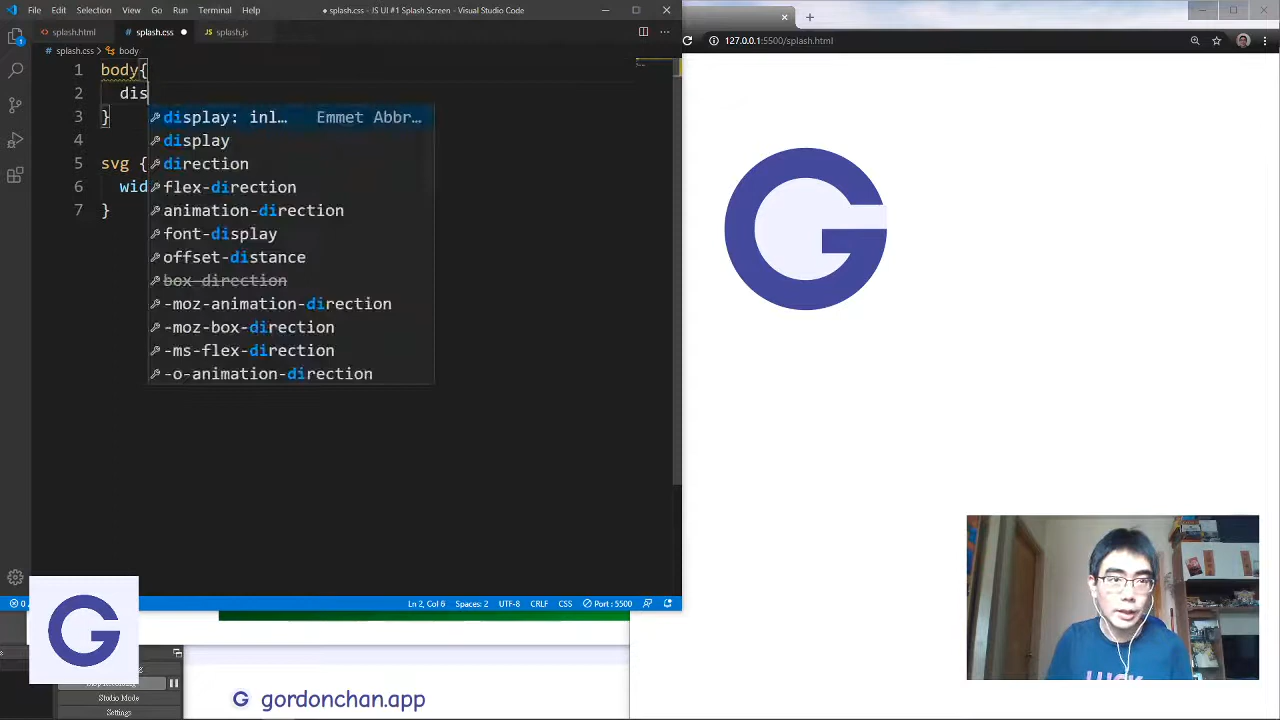 File Edit Selection View Go Run Terminal Help
● splash.css - JS UI #1 Splash Screen - Visual Studio Code
splash.html
splash.css ●
splash.js
splash.css > body
127.0.0.1:5500/splash.html
1 body{
2 dis
3 }
4
5 svg {
6 wid
7 }
display: inl… Emmet Abbr…
display
direction
flex-direction
animation-direction
font-display
offset-distance
box-direction
-moz-animation-direction
-moz-box-direction
-ms-flex-direction
-o-animation-direction
Ln 2, Col 6 Spaces: 2 UTF-8 CRLF CSS Port : 5500
G
Studio Mode
Settings
G gordonchan.app